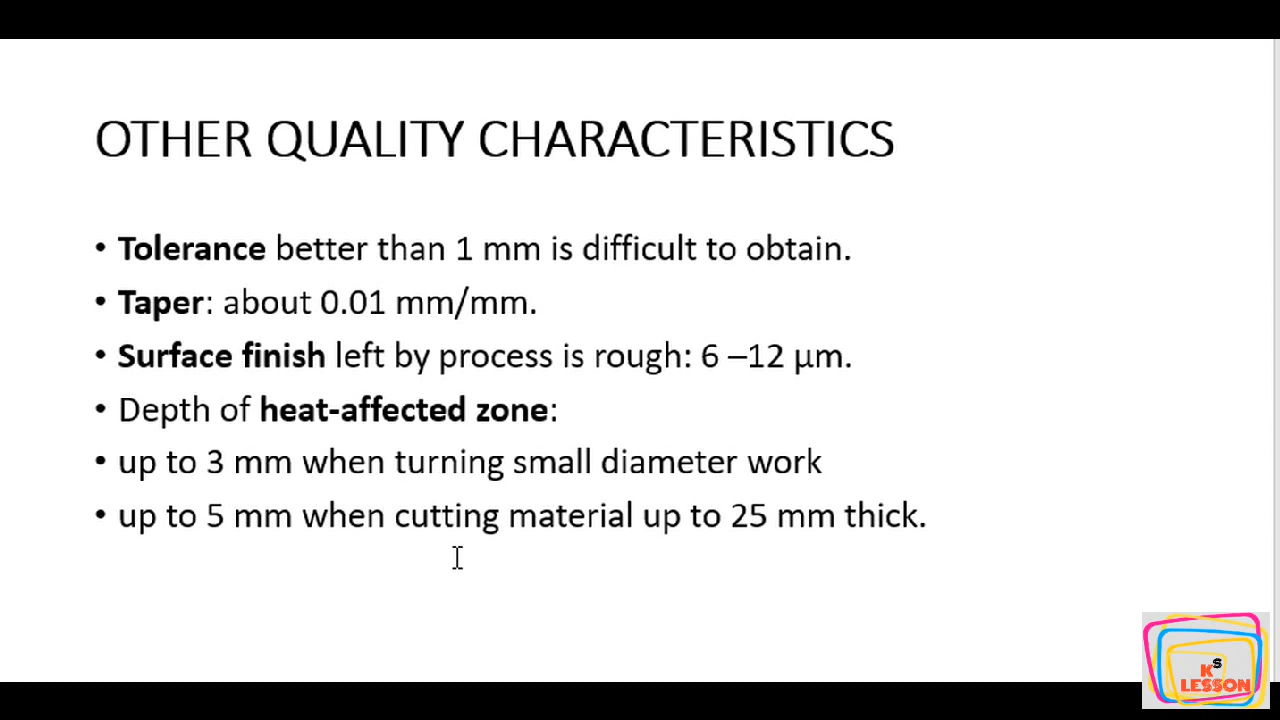 OTHER QUALITY CHARACTERISTICS
• Tolerance better than 1 mm is difficult to obtain.
• Taper: about 0.01 mm/mm.
• Surface finish left by process is rough: 6 –12 µm.
• Depth of heat-affected zone:
• up to 3 mm when turning small diameter work
• up to 5 mm when cutting material up to 25 mm thick.
KS
LESSON